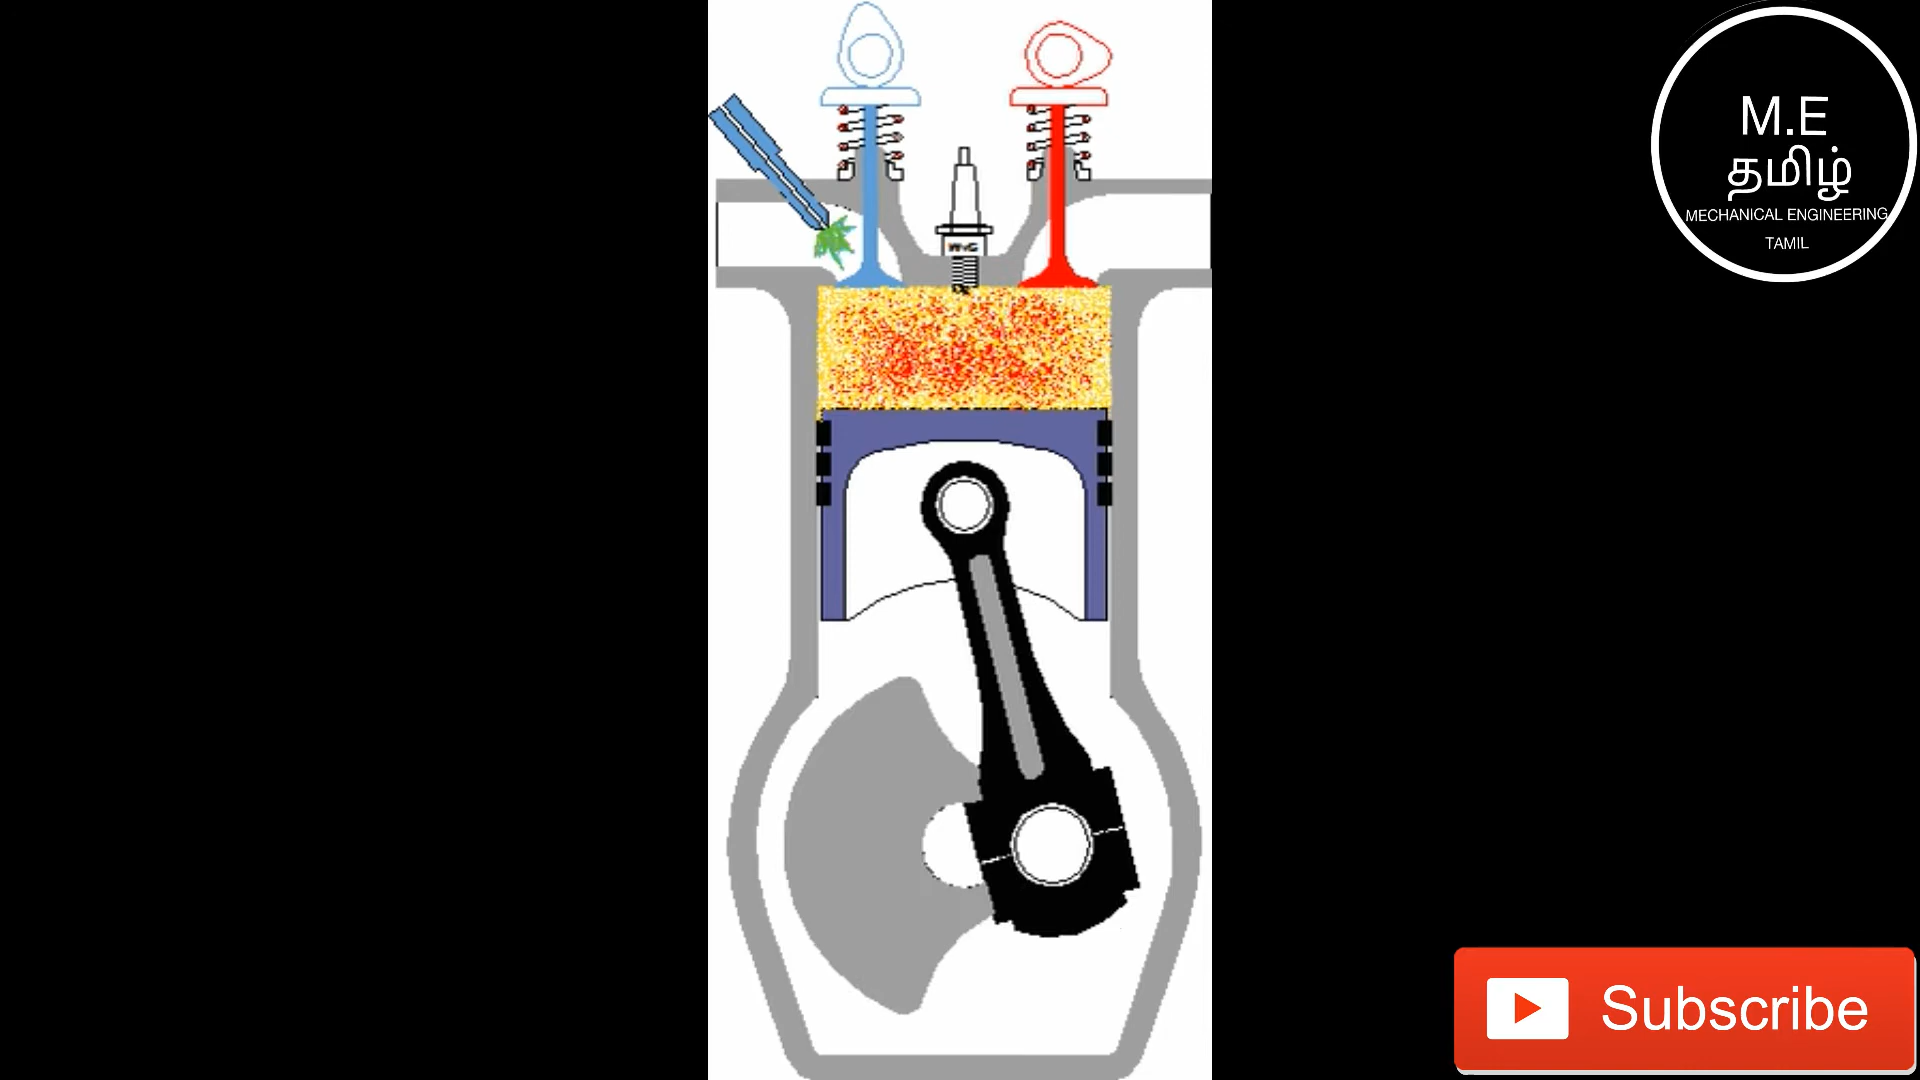 M.E
தமிழ்
MECHANICAL ENGINEERING
TAMIL
Subscribe